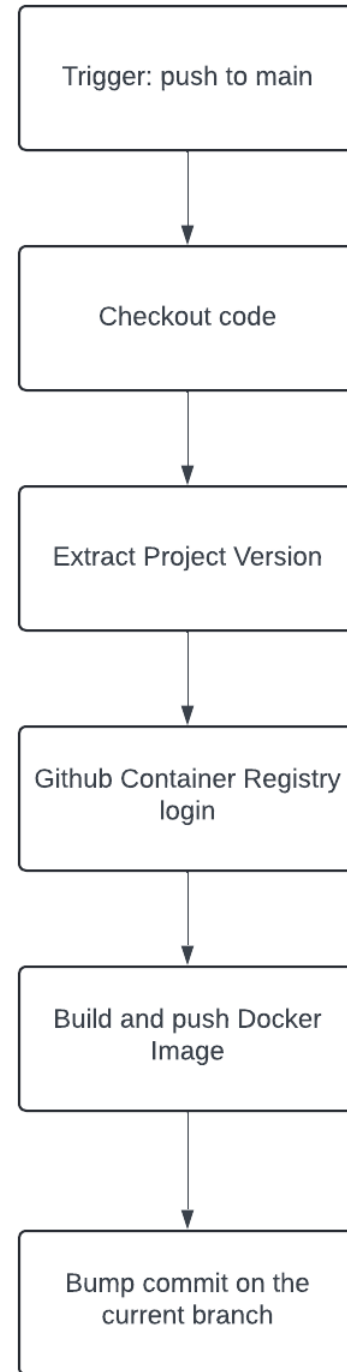 Trigger: push to main
Checkout code
Extract Project Version
Github Container Registry
login
Build and push Docker
Image
Bump commit on the
current branch